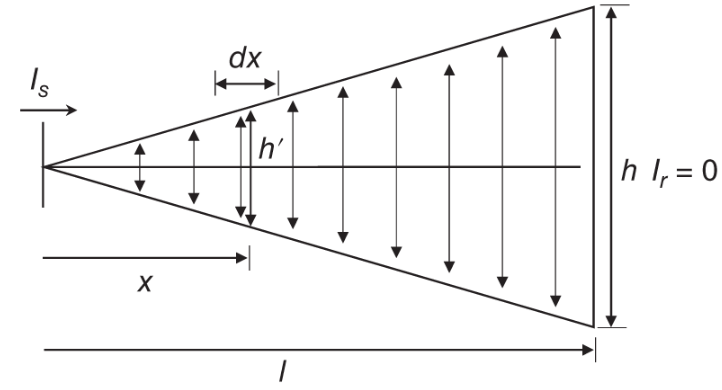 dx
I_s
h′
h I_r = 0
x
l